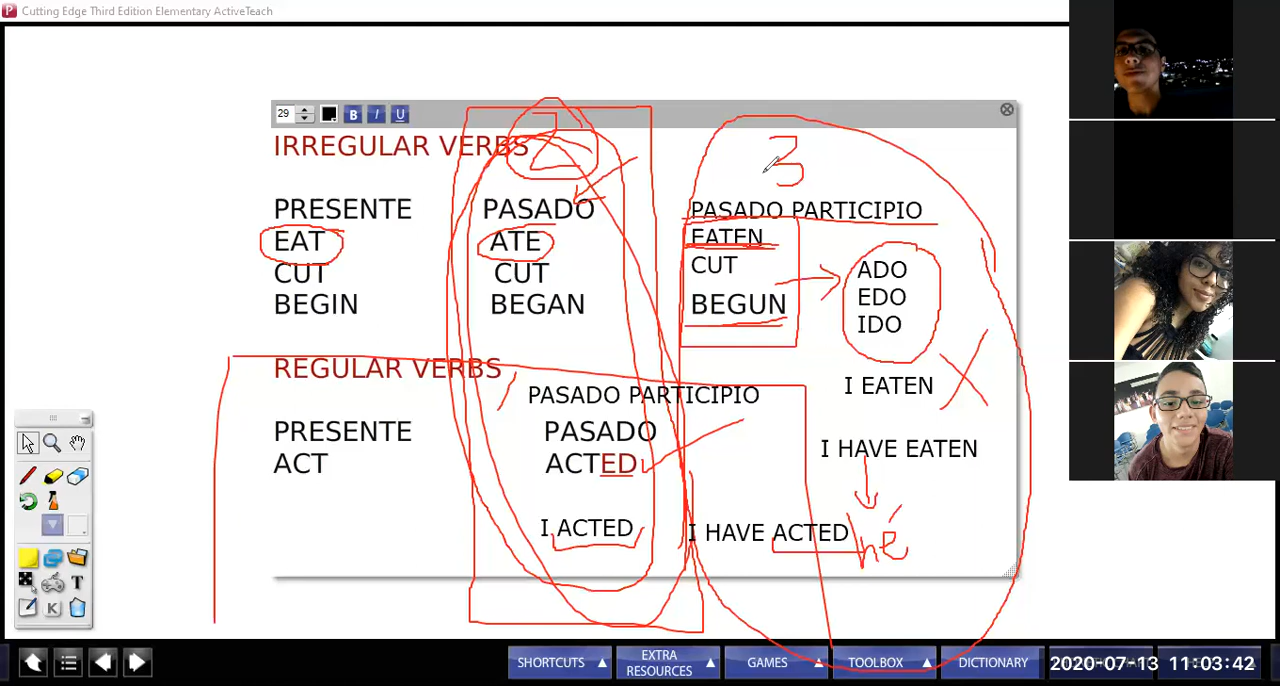 Cutting Edge Third Edition Elementary ActiveTeach
29 B I U
IRREGULAR VERBS
2
3
PRESENTE PASADO PASADO PARTICIPIO
EAT ATE EATEN
CUT CUT CUT
BEGIN BEGAN BEGUN
ADO
EDO
IDO
I EATEN
REGULAR VERBS
PASADO PARTICIPIO
PRESENTE PASADO
ACT ACTED
I HAVE EATEN
I ACTED I HAVE ACTED
hé
T
K
SHORTCUTS
EXTRA
RESOURCES
GAMES
TOOLBOX
DICTIONARY
2020-07-13 11:03:42